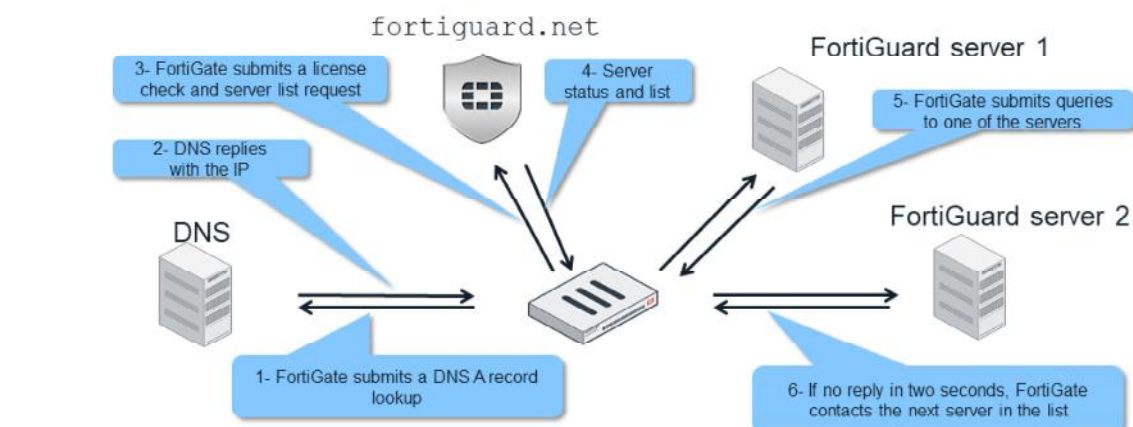 fortiguard.net
FortiGuard server 1
3- FortiGate submits a license
check and server list request
4- Server
status and list
5- FortiGate submits queries
to one of the servers
2- DNS replies
with the IP
DNS
FortiGuard server 2
1- FortiGate submits a DNS A record
lookup
6- If no reply in two seconds, FortiGate
contacts the next server in the list